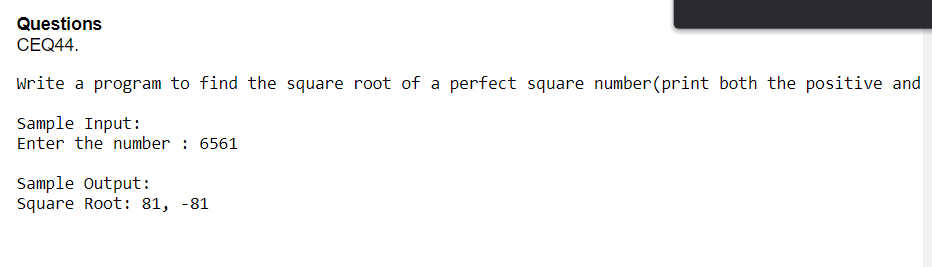 Questions
CEQ44.
Write a program to find the square root of a perfect square number(print both the positive and
Sample Input:
Enter the number : 6561
Sample Output:
Square Root: 81, -81